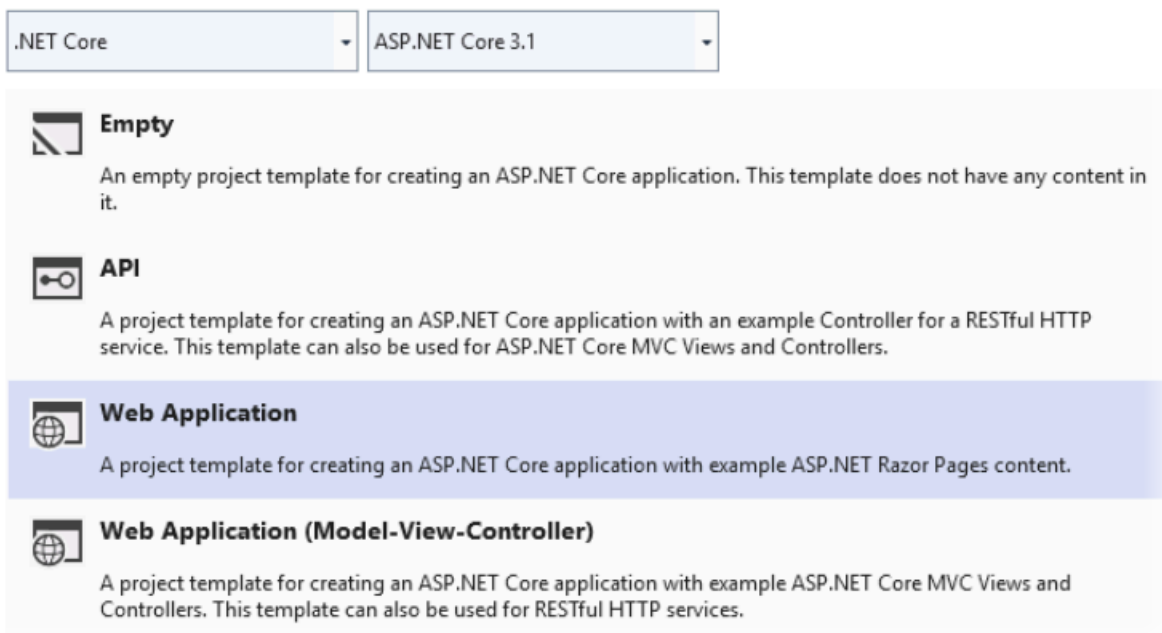 .NET Core
ASP.NET Core 3.1
Empty
An empty project template for creating an ASP.NET Core application. This template does not have any content in
it.
API
A project template for creating an ASP.NET Core application with an example Controller for a RESTful HTTP
service. This template can also be used for ASP.NET Core MVC Views and Controllers.
Web Application
A project template for creating an ASP.NET Core application with example ASP.NET Razor Pages content.
Web Application (Model-View-Controller)
A project template for creating an ASP.NET Core application with example ASP.NET Core MVC Views and
Controllers. This template can also be used for RESTful HTTP services.